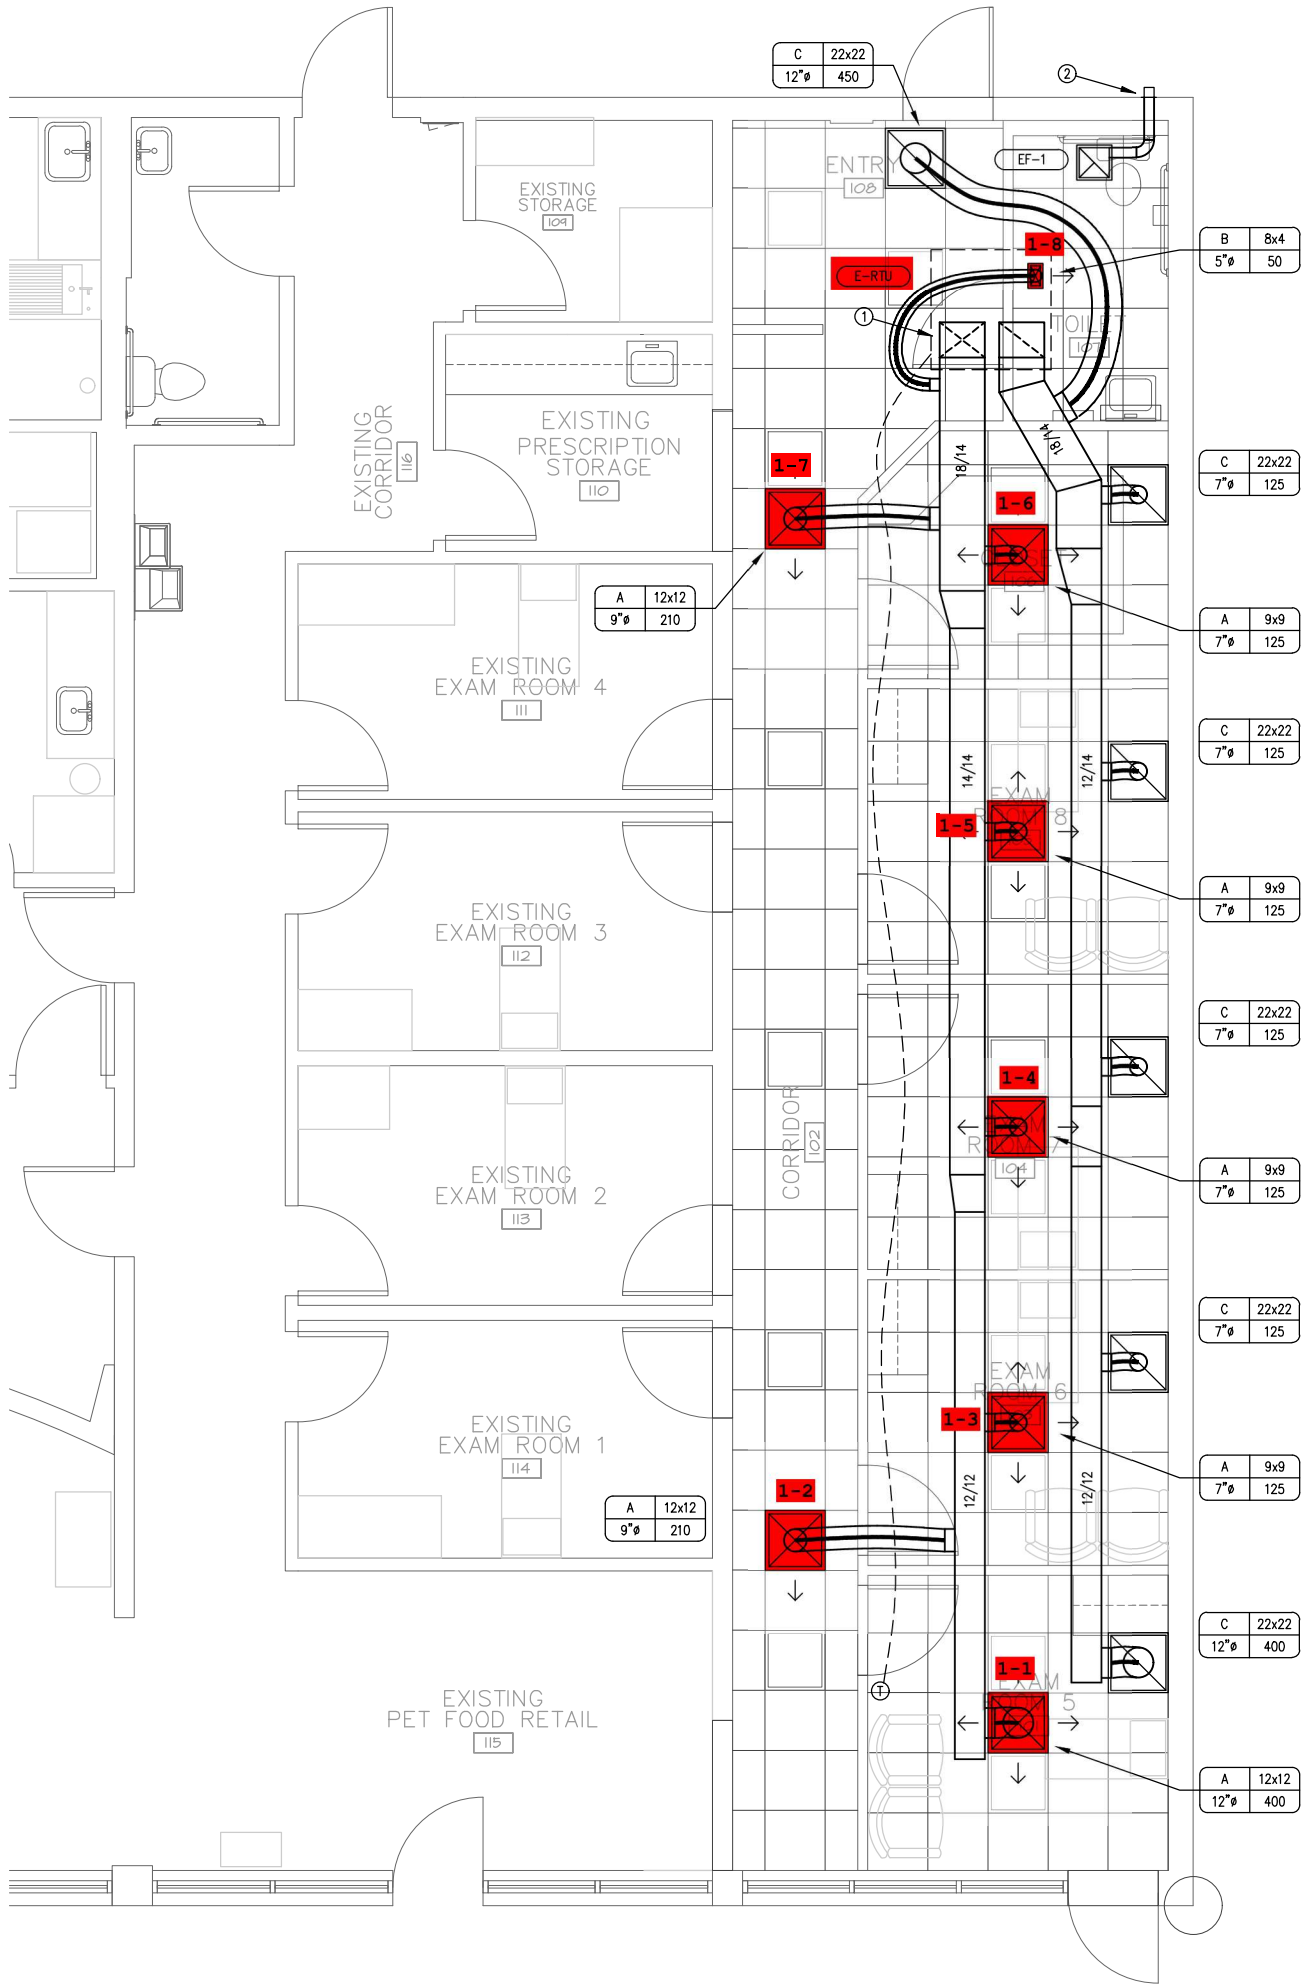 C 22x22
12"ø 450
2
ENTRY
108
EF-1
EXISTING
STORAGE
109
1-8
B 8x4
5"ø 50
E-RTU
1
TOILET
107
EXISTING
CORRIDOR
116
EXISTING
PRESCRIPTION
STORAGE
110
18/14
18/14
1-7
C 22x22
7"ø 125
1-6
A 12x12
9"ø 210
A 9x9
7"ø 125
EXISTING
EXAM ROOM 4
111
C 22x22
7"ø 125
14/14
12/14
EXAM
ROOM 8
1-5
A 9x9
7"ø 125
EXISTING
EXAM ROOM 3
112
C 22x22
7"ø 125
1-4
CORRIDOR
102
104
A 9x9
7"ø 125
EXISTING
EXAM ROOM 2
113
C 22x22
7"ø 125
EXAM
ROOM 6
1-3
EXISTING
EXAM ROOM 1
114
A 9x9
7"ø 125
12/12
12/12
1-2
A 12x12
9"ø 210
C 22x22
12"ø 400
1-1
EXAM
5
T
EXISTING
PET FOOD RETAIL
115
A 12x12
12"ø 400